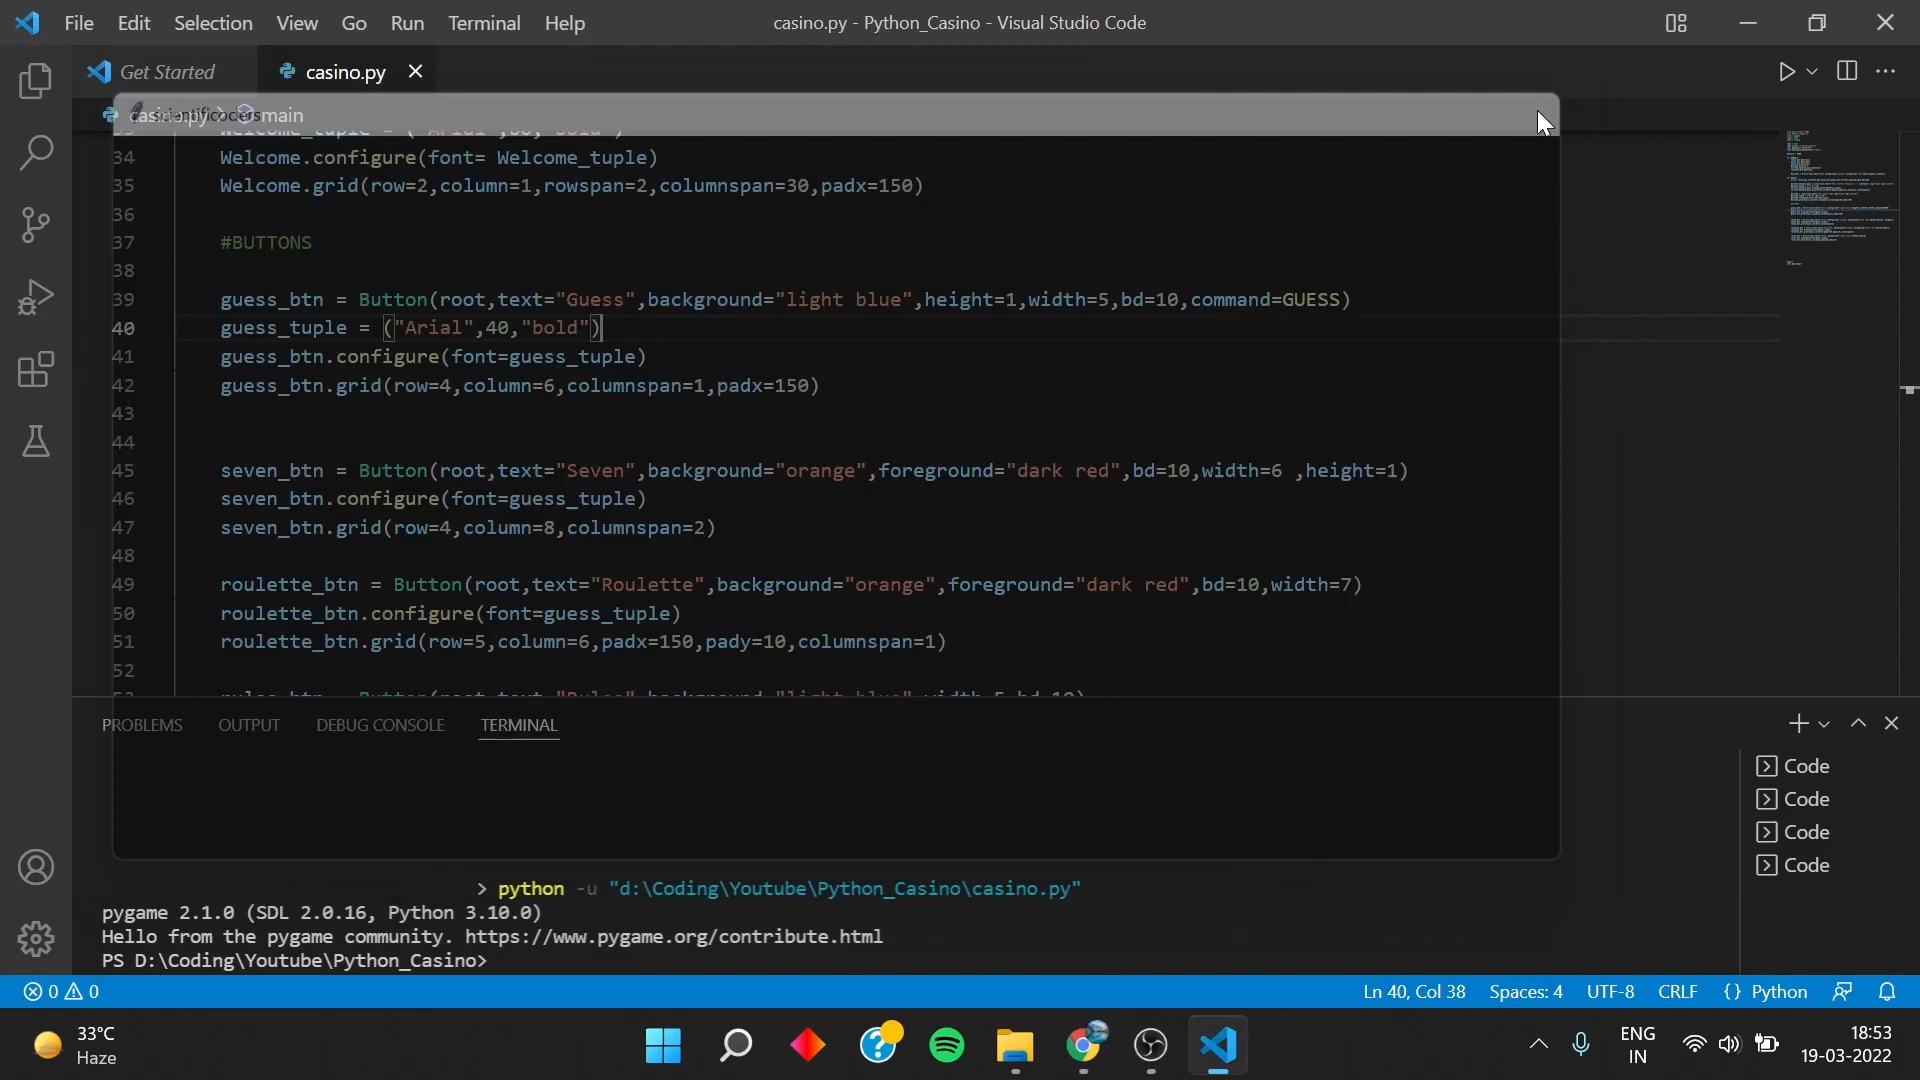 File Edit Selection View Go Run Terminal Help
casino.py - Python_Casino - Visual Studio Code
Get Started
casino.py
casino.py > main
scientificoders
34 Welcome.configure(font= Welcome_tuple)
35 Welcome.grid(row=2,column=1,rowspan=2,columnspan=30,padx=150)
36
37 #BUTTONS
38
39 guess_btn = Button(root,text="Guess",background="light blue",height=1,width=5,bd=10,command=GUESS)
40 guess_tuple = ("Arial",40,"bold")
41 guess_btn.configure(font=guess_tuple)
42 guess_btn.grid(row=4,column=6,columnspan=1,padx=150)
43
44
45 seven_btn = Button(root,text="Seven",background="orange",foreground="dark red",bd=10,width=6 ,height=1)
46 seven_btn.configure(font=guess_tuple)
47 seven_btn.grid(row=4,column=8,columnspan=2)
48
49 roulette_btn = Button(root,text="Roulette",background="orange",foreground="dark red",bd=10,width=7)
50 roulette_btn.configure(font=guess_tuple)
51 roulette_btn.grid(row=5,column=6,padx=150,pady=10,columnspan=1)
52
PROBLEMS OUTPUT DEBUG CONSOLE TERMINAL
Code
Code
Code
Code
> python -u "d:\Coding\Youtube\Python_Casino\casino.py"
pygame 2.1.0 (SDL 2.0.16, Python 3.10.0)
Hello from the pygame community. https://www.pygame.org/contribute.html
PS D:\Coding\Youtube\Python_Casino>
0 0
Ln 40, Col 38 Spaces: 4 UTF-8 CRLF {} Python
33°C
Haze
ENG
IN
18:53
19-03-2022